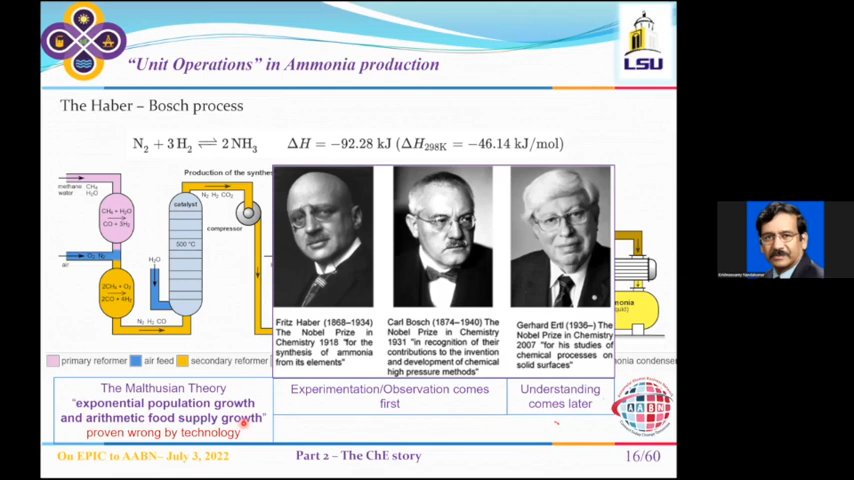 “Unit Operations” in Ammonia production
LSU
The Haber – Bosch process
N2 + 3 H2 ⇌ 2 NH3 ΔH = −92.28 kJ (ΔH298K = −46.14 kJ/mol)
Production of the synthes
methane CH4
water H2O
CH4 + H2O
CO + 3H2
air O2 N2
2CH4 + O2
2CO + 4H2
N2 H2 CO
H2O
catalyst
500 °C
N2 H2 CO2
compressor
primary reformer
air feed
secondary reformer
Fritz Haber (1868–1934)
The Nobel Prize in
Chemistry 1918 "for the
synthesis of ammonia
from its elements"
Carl Bosch (1874–1940) The
Nobel Prize in Chemistry
1931 "in recognition of their
contributions to the invention
and development of chemical
high pressure methods"
Gerhard Ertl (1936–) The
Nobel Prize in Chemistry
2007 "for his studies of
chemical processes on
solid surfaces"
monia
onia condense
The Malthusian Theory
“exponential population growth
and arithmetic food supply growth”
proven wrong by technology
Experimentation/Observation comes
first
Understanding
comes later
AABN
On EPIC to AABN– July 3, 2022
Part 2 – The ChE story
16/60